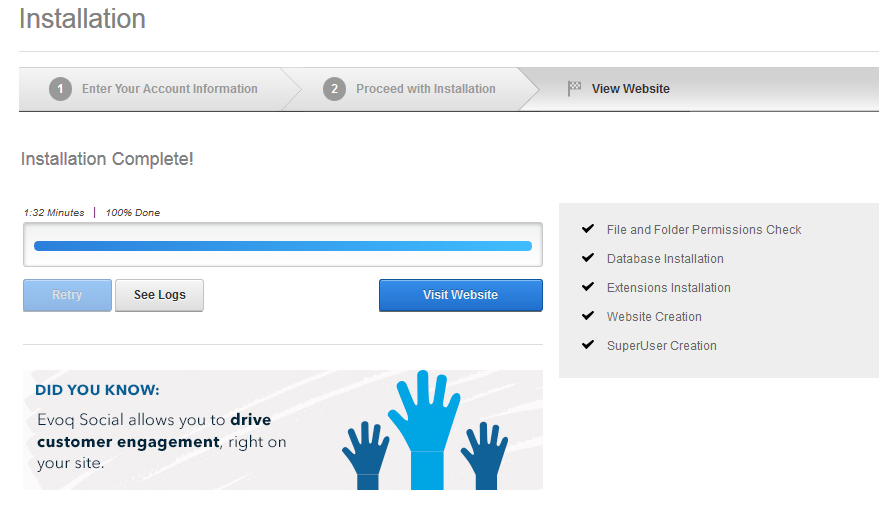 Installation
1 Enter Your Account Information 2 Proceed with Installation View Website
Installation Complete!
1:32 Minutes | 100% Done
Retry See Logs Visit Website
File and Folder Permissions Check
Database Installation
Extensions Installation
Website Creation
SuperUser Creation
DID YOU KNOW:
Evoq Social allows you to drive
customer engagement, right on
your site.